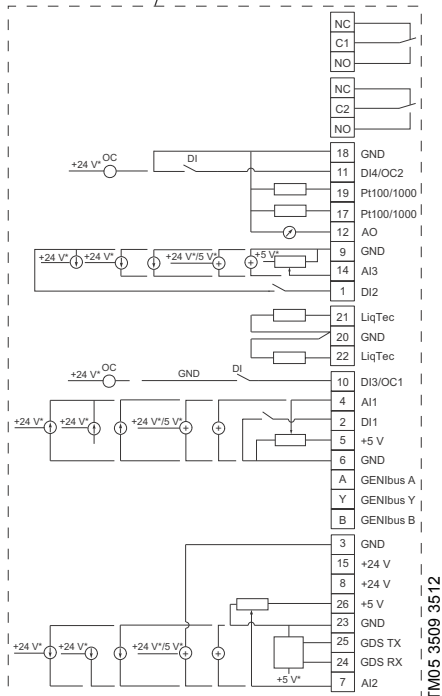 NC
C1
NO
NC
C2
NO
18 GND
+24 V* OC DI 11 DI4/OC2
19 Pt100/1000
17 Pt100/1000
12 AO
9 GND
+24 V* +24 V* +24 V*/5 V* +5 V*
14 AI3
1 DI2
21 LiqTec
20 GND
22 LiqTec
+24 V* OC GND DI 10 DI3/OC1
4 AI1
+24 V* +24 V* +24 V*/5 V* 2 DI1
5 +5 V
6 GND
A GENIbus A
Y GENIbus Y
B GENIbus B
3 GND
15 +24 V
8 +24 V
26 +5 V
23 GND
25 GDS TX
+24 V* +24 V* +24 V*/5 V* 24 GDS RX
+5 V* 7 AI2
TM05 3509 3512